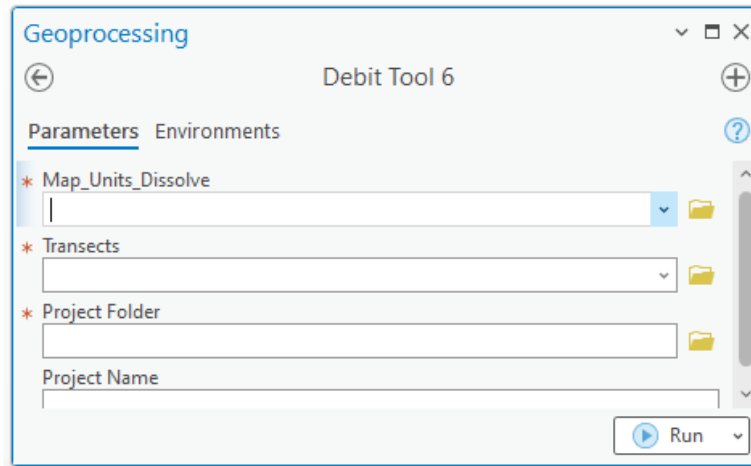 Geoprocessing
Debit Tool 6
Parameters Environments
* Map_Units_Dissolve
* Transects
* Project Folder
Project Name
Run